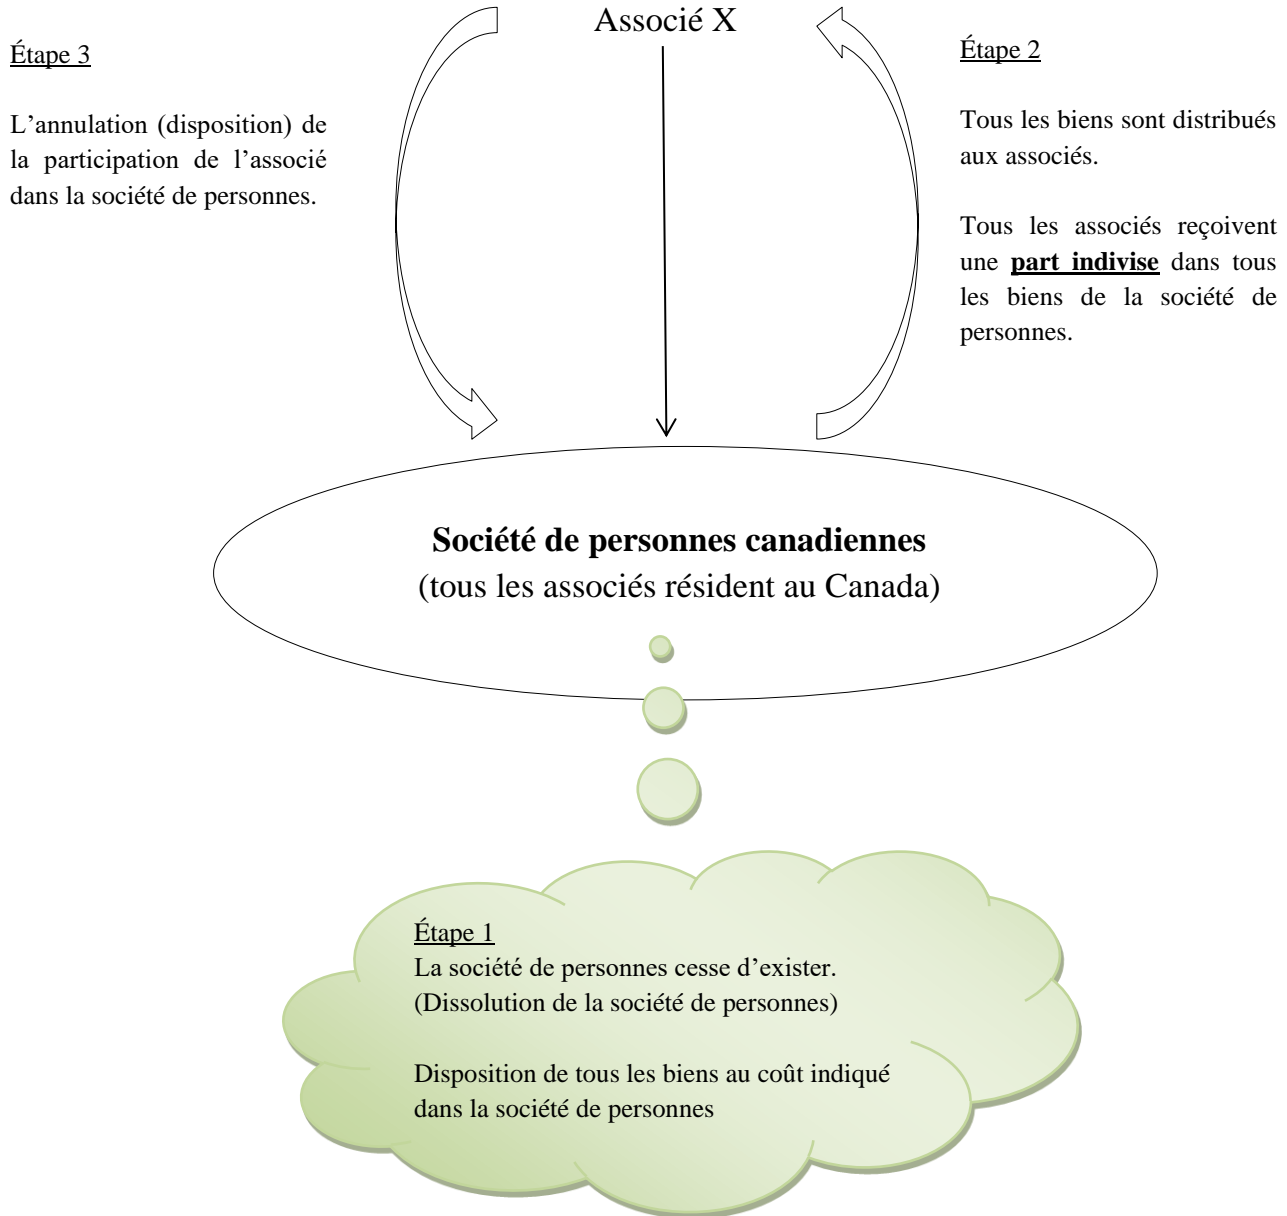 Associé X
Étape 3
L’annulation (disposition) de
la participation de l’associé
dans la société de personnes.
Étape 2
Tous les biens sont distribués
aux associés.
Tous les associés reçoivent
une part indivise dans tous
les biens de la société de
personnes.
Société de personnes canadiennes
(tous les associés résident au Canada)
Étape 1
La société de personnes cesse d’exister.
(Dissolution de la société de personnes)
Disposition de tous les biens au coût indiqué
dans la société de personnes